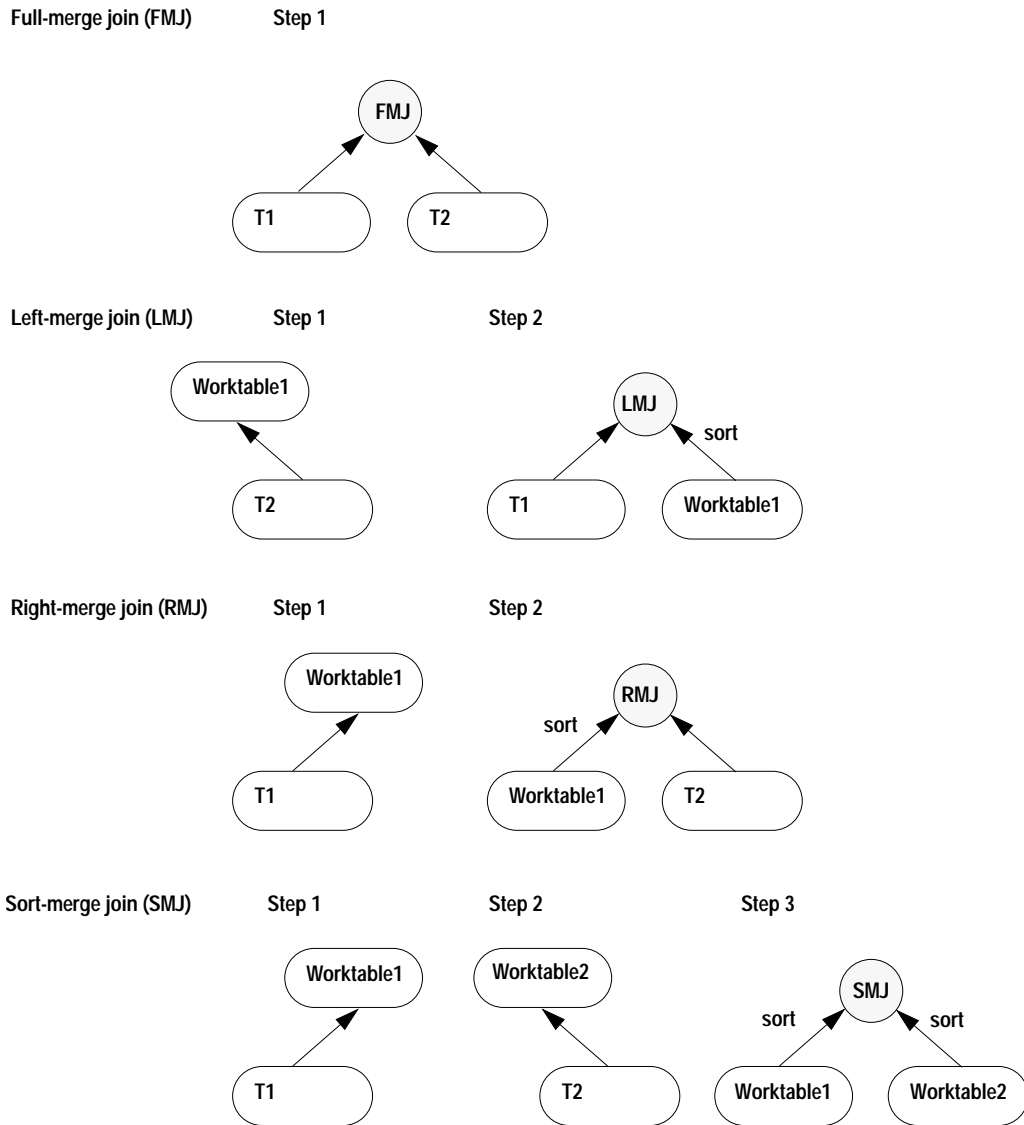 Full-merge join (FMJ) Step 1
FMJ
T1 T2
Left-merge join (LMJ) Step 1 Step 2
Worktable1
LMJ
sort
T2 T1 Worktable1
Right-merge join (RMJ) Step 1 Step 2
Worktable1
RMJ
sort
T1 Worktable1 T2
Sort-merge join (SMJ) Step 1 Step 2 Step 3
Worktable1 Worktable2
SMJ
sort sort
T1 T2 Worktable1 Worktable2